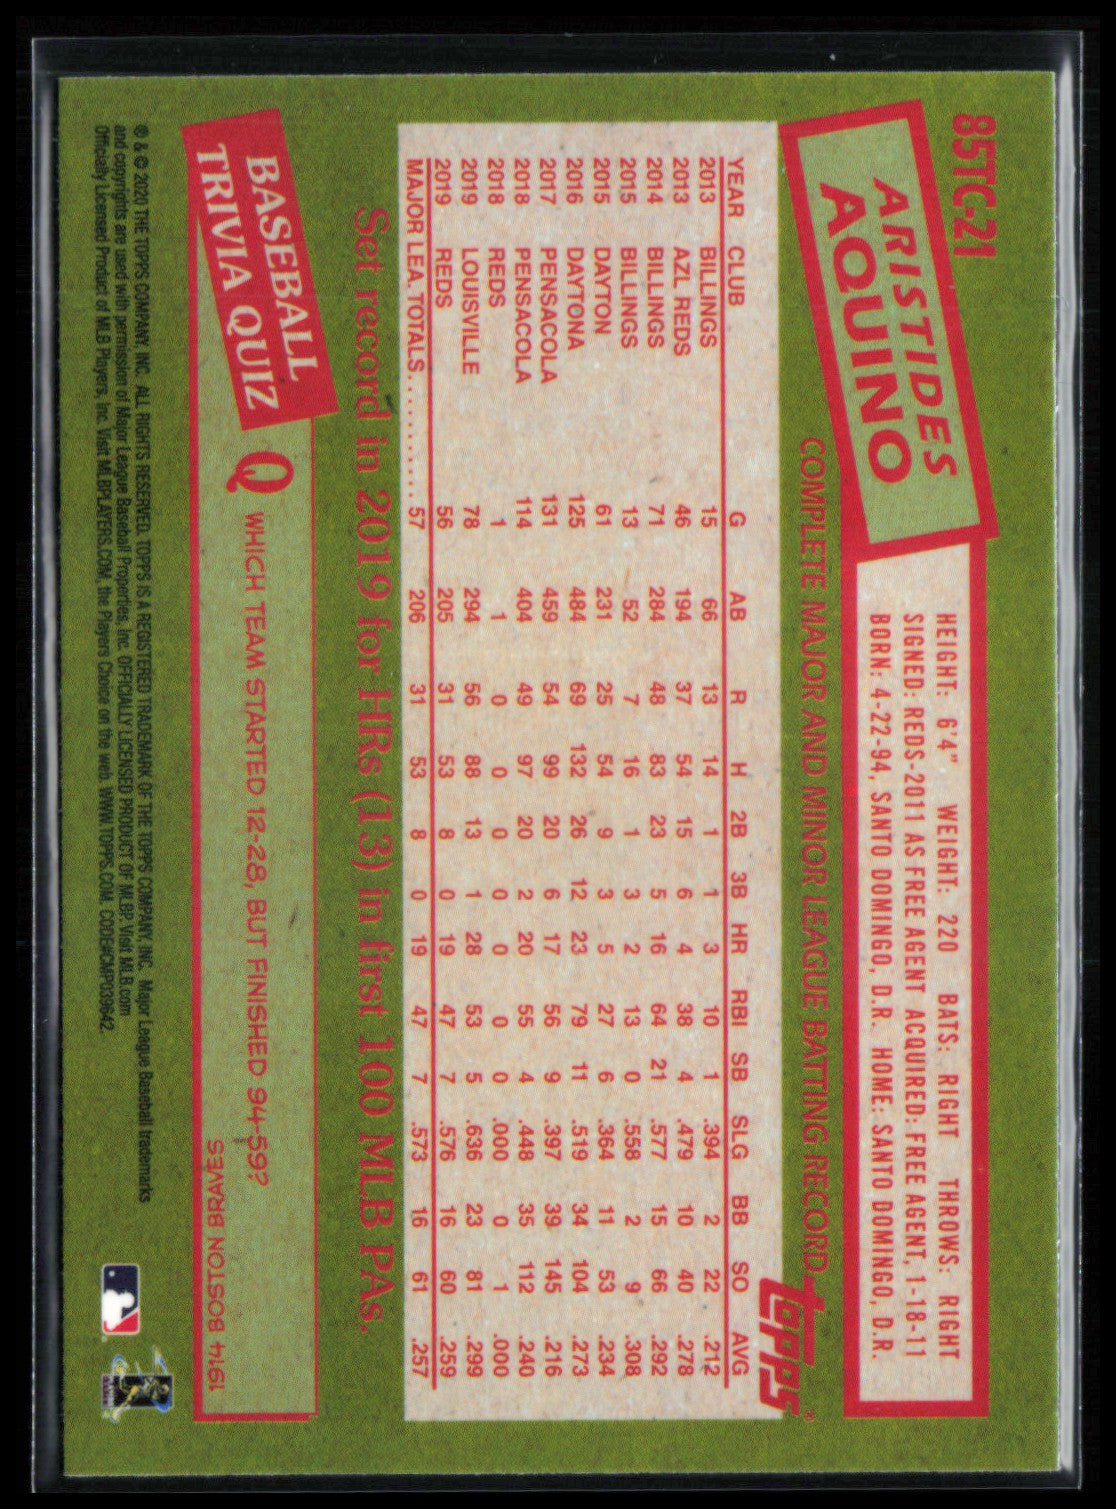 85TC-21
ARISTIDES
AQUINO
HEIGHT: 6'4" WEIGHT: 220 BATS: RIGHT THROWS: RIGHT
SIGNED: REDS-2011 AS FREE AGENT ACQUIRED: FREE AGENT, 1-18-11
BORN: 4-22-94, SANTO DOMINGO, D.R. HOME: SANTO DOMINGO, D.R.
COMPLETE MAJOR AND MINOR LEAGUE BATTING RECORD
topps®
YEAR CLUB G AB R H 2B 3B HR RBI SB SLG BB SO AVG
2013 BILLINGS 15 66 13 14 1 1 3 10 1 .394 2 22 .212
2013 AZL REDS 46 194 37 54 15 6 4 38 4 .479 10 40 .278
2014 BILLINGS 71 284 48 83 23 5 16 64 21 .577 15 66 .292
2015 BILLINGS 13 52 7 16 1 3 2 13 0 .558 2 9 .308
2015 DAYTON 61 231 25 54 9 3 5 27 6 .364 11 53 .234
2016 DAYTONA 125 484 69 132 26 12 23 79 11 .519 34 104 .273
2017 PENSACOLA 131 459 54 99 20 6 17 56 9 .397 39 145 .216
2018 PENSACOLA 114 404 49 97 20 2 20 55 4 .448 35 112 .240
2018 REDS 1 1 0 0 0 0 0 0 0 .000 0 1 .000
2019 LOUISVILLE 78 294 56 88 13 1 28 53 5 .636 23 81 .299
2019 REDS 56 205 31 53 8 0 19 47 7 .576 16 60 .259
MAJOR LEA. TOTALS.......... 57 206 31 53 8 0 19 47 7 .573 16 61 .257
Set record in 2019 for HRs (13) in first 100 MLB PAs.
BASEBALL
TRIVIA QUIZ
Q WHICH TEAM STARTED 12-28, BUT FINISHED 94-59?
1914 BOSTON BRAVES
® & © 2020 THE TOPPS COMPANY, INC. ALL RIGHTS RESERVED. TOPPS IS A REGISTERED TRADEMARK OF THE TOPPS COMPANY, INC. Major League Baseball trademarks
and copyrights are used with permission of Major League Baseball Properties, Inc. OFFICIALLY LICENSED PRODUCT OF MLBP. Visit MLB.com
Officially Licensed Product of MLB Players, Inc. Visit MLBPLAYERS.COM, the Players Choice on the web. WWW.TOPPS.COM. CODE#CMP039642